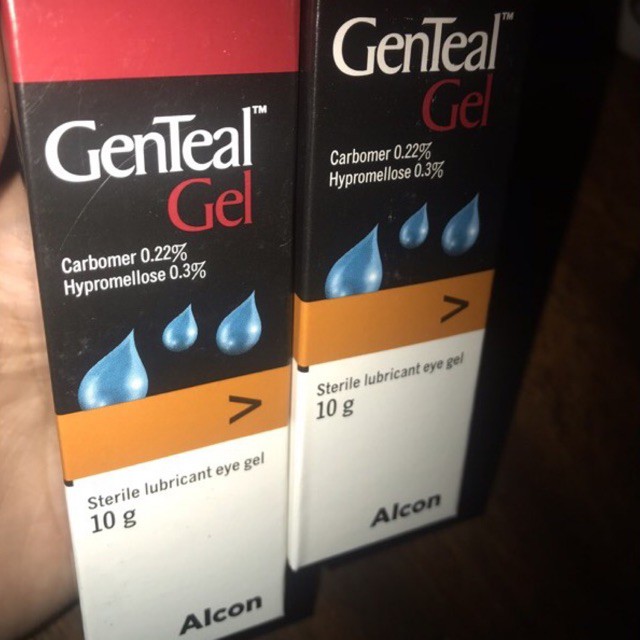 GenTeal™
Gel
Carbomer 0.22%
Hypromellose 0.3%
>
Sterile lubricant eye gel
10 g
Alcon
GenTeal™
Gel
Carbomer 0.22%
Hypromellose 0.3%
>
Sterile lubricant eye gel
10 g
Alcon